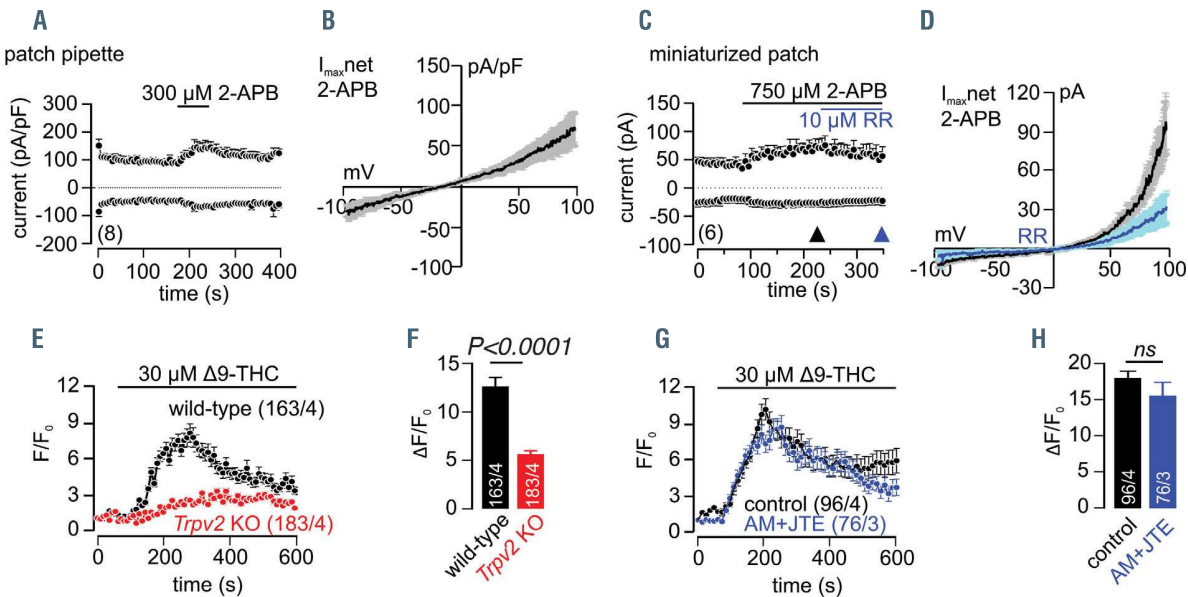 A
patch pipette
300 µM 2-APB
current (pA/pF)
300
200
100
0
-100
-200
(8)
0 100 200 300 400
time (s)
B
I_max net
2-APB
pA/pF
150
100
50
mV
-100 -50 50 100
-50
-100
C
miniaturized patch
750 µM 2-APB
10 µM RR
current (pA)
150
100
50
0
-50
-100
(6)
0 100 200 300
time (s)
D
I_max net
2-APB
pA
120
90
60
30
mV
RR
-100 -50 50 100
-30
E
30 µM Δ9-THC
wild-type (163/4)
F/F₀
12
9
6
3
0
Trpv2 KO (183/4)
0 200 400 600
time (s)
F
P<0.0001
ΔF/F₀
15
10
5
0
163/4
183/4
wild-type
Trpv2 KO
G
30 µM Δ9-THC
F/F₀
12
9
6
3
0
control (96/4)
AM+JTE (76/3)
0 200 400 600
time (s)
H
ns
ΔF/F₀
20
15
10
5
0
96/4
76/3
control
AM+JTE